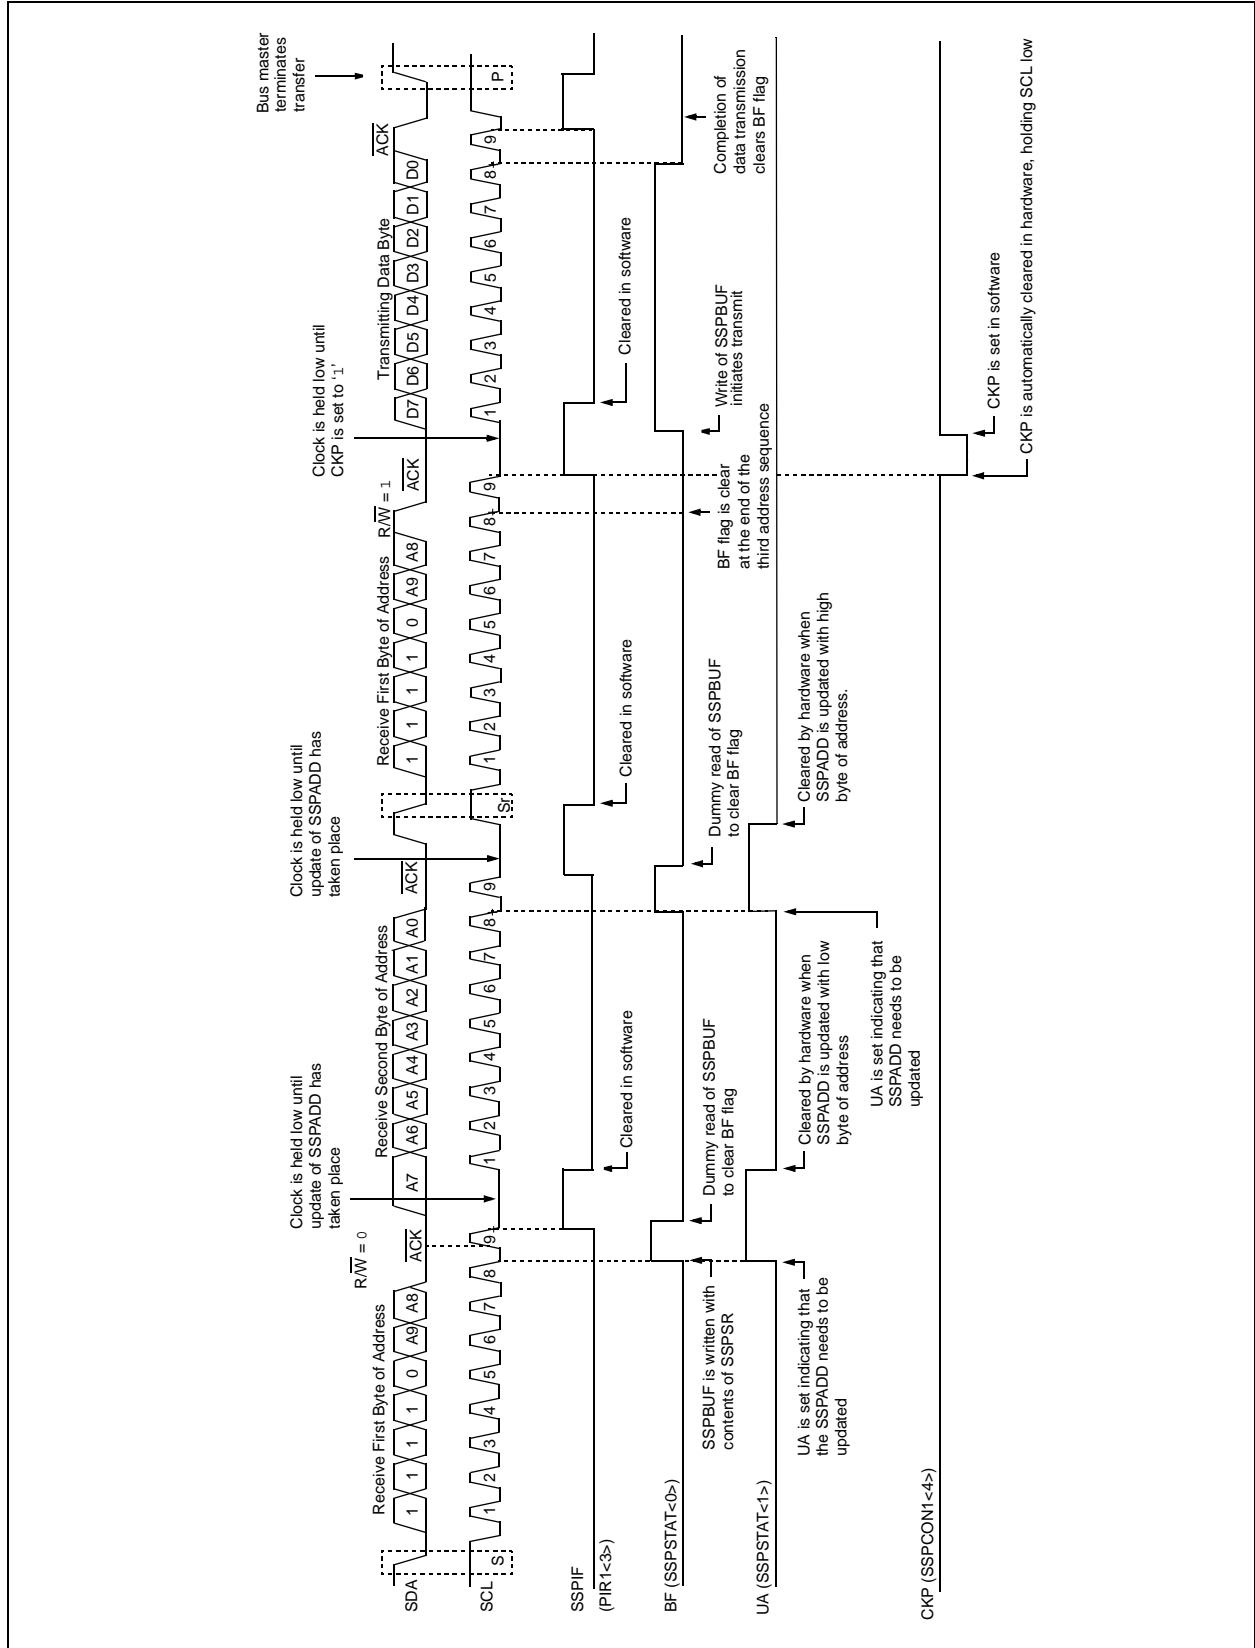 Receive First Byte of Address
R/W = 0
Clock is held low until
update of SSPADD has
taken place
Receive Second Byte of Address
Clock is held low until
update of SSPADD has
taken place
Receive First Byte of Address
R/W = 1
Clock is held low until
CKP is set to ‘1’
Transmitting Data Byte
Bus master
terminates
transfer
SDA
1 1 1 1 0 A9 A8 ACK A7 A6 A5 A4 A3 A2 A1 A0 ACK 1 1 1 1 0 A9 A8 ACK D7 D6 D5 D4 D3 D2 D1 D0 ACK
SCL
S 1 2 3 4 5 6 7 8 9 1 2 3 4 5 6 7 8 9 Sr 1 2 3 4 5 6 7 8 9 1 2 3 4 5 6 7 8 9 P
SSPIF
(PIR1<3>)
Cleared in software
Cleared in software
Cleared in software
BF (SSPSTAT<0>)
SSPBUF is written with
contents of SSPSR
Dummy read of SSPBUF
to clear BF flag
Dummy read of SSPBUF
to clear BF flag
BF flag is clear
at the end of the
third address sequence
Write of SSPBUF
initiates transmit
Completion of
data transmission
clears BF flag
UA (SSPSTAT<1>)
UA is set indicating that
the SSPADD needs to be
updated
Cleared by hardware when
SSPADD is updated with low
byte of address
UA is set indicating that
SSPADD needs to be
updated
Cleared by hardware when
SSPADD is updated with high
byte of address.
CKP (SSPCON1<4>)
CKP is set in software
CKP is automatically cleared in hardware, holding SCL low